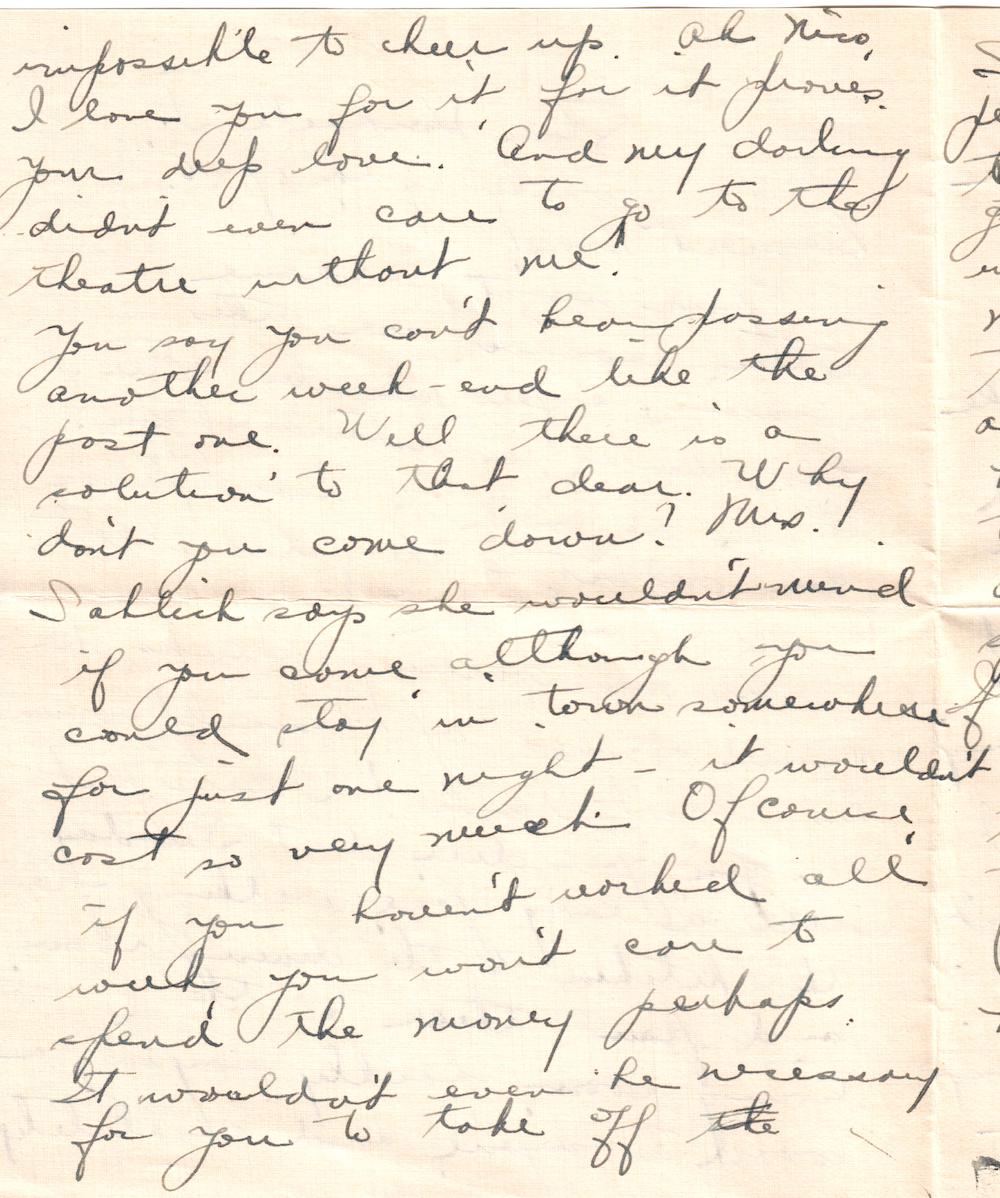 impossible to cheer up. Ah Nico,
I love you for it, for it proves
your deep love. And my darling
didn't even care to go to the
theatre without me!
You say you can't bear passing
another week-end like the
past one. Well there is a
solution to that dear. Why
don't you come down? Mrs.
Sahlich says she wouldn't mind
if you come although you
could stay in town somewhere
for just one night - it wouldn't
cost so very much. Of course,
if you haven't worked all
week, you won't care to
spend the money perhaps.
It wouldn't even be necessary
for you to take off the